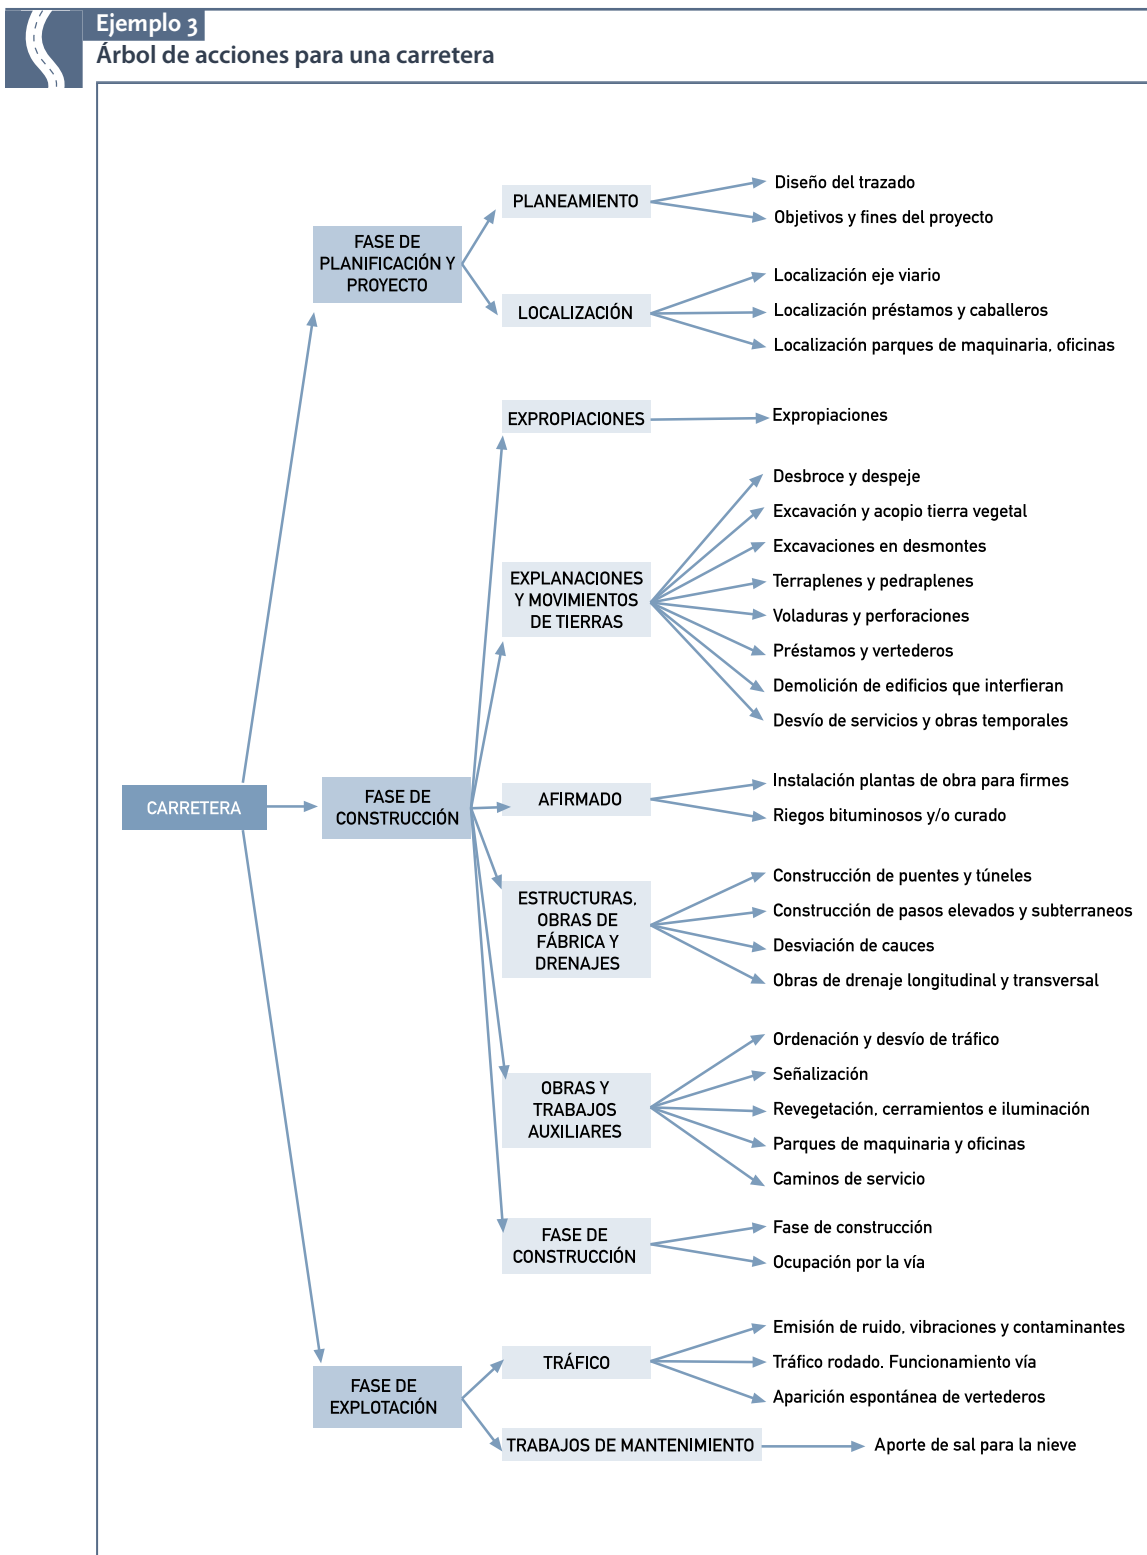 Ejemplo 3
Árbol de acciones para una carretera
CARRETERA
FASE DE
PLANIFICACIÓN Y
PROYECTO
PLANEAMIENTO
Diseño del trazado
Objetivos y fines del proyecto
LOCALIZACIÓN
Localización eje viario
Localización préstamos y caballeros
Localización parques de maquinaria, oficinas
FASE DE
CONSTRUCCIÓN
EXPROPIACIONES
Expropiaciones
EXPLANACIONES
Y MOVIMIENTOS
DE TIERRAS
Desbroce y despeje
Excavación y acopio tierra vegetal
Excavaciones en desmontes
Terraplenes y pedraplenes
Voladuras y perforaciones
Préstamos y vertederos
Demolición de edificios que interfieran
Desvío de servicios y obras temporales
AFIRMADO
Instalación plantas de obra para firmes
Riegos bituminosos y/o curado
ESTRUCTURAS,
OBRAS DE
FÁBRICA Y
DRENAJES
Construcción de puentes y túneles
Construcción de pasos elevados y subterraneos
Desviación de cauces
Obras de drenaje longitudinal y transversal
OBRAS Y
TRABAJOS
AUXILIARES
Ordenación y desvío de tráfico
Señalización
Revegetación, cerramientos e iluminación
Parques de maquinaria y oficinas
Caminos de servicio
FASE DE
CONSTRUCCIÓN
Fase de construcción
Ocupación por la vía
FASE DE
EXPLOTACIÓN
TRÁFICO
Emisión de ruido, vibraciones y contaminantes
Tráfico rodado. Funcionamiento vía
Aparición espontánea de vertederos
TRABAJOS DE MANTENIMIENTO
Aporte de sal para la nieve